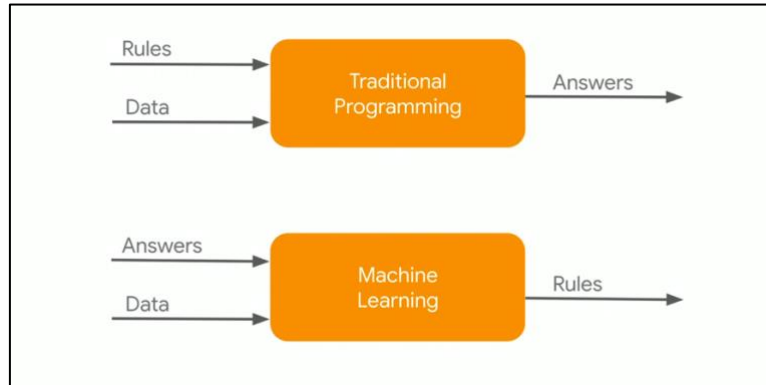 Rules
Data
Traditional
Programming
Answers
Answers
Data
Machine
Learning
Rules